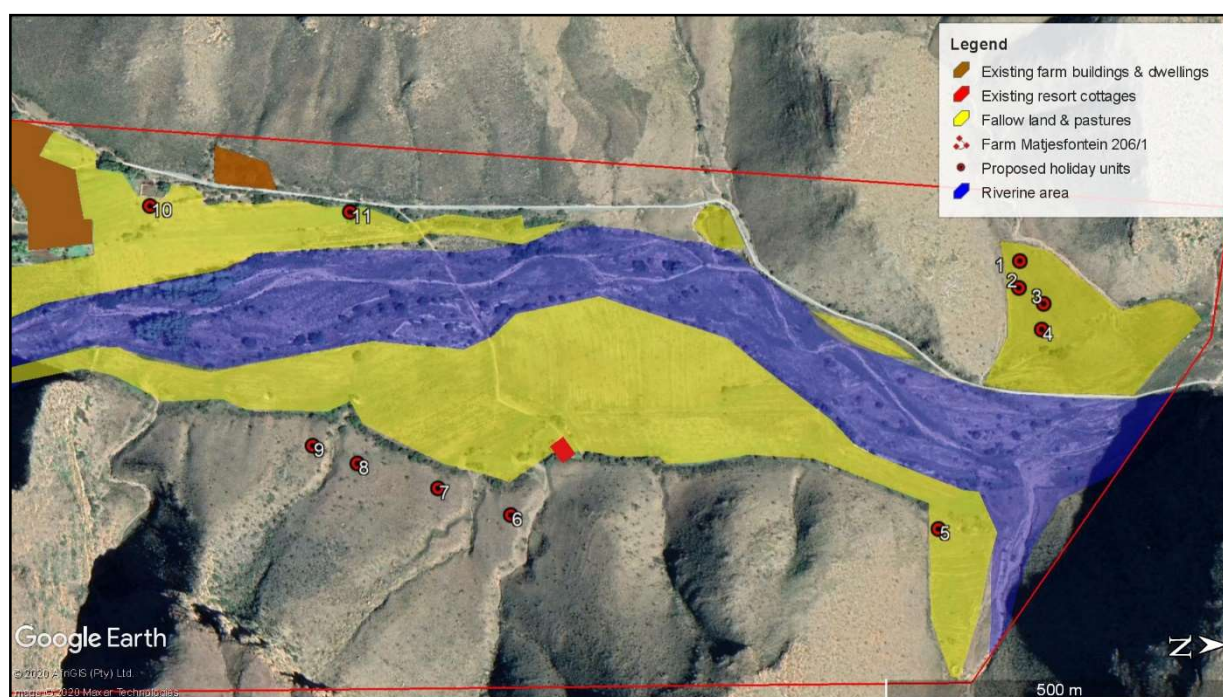 Legend
Existing farm buildings & dwellings
Existing resort cottages
Fallow land & pastures
Farm Matjesfontein 206/1
Proposed holiday units
Riverine area
10
11
1
2
3
4
9
8
7
6
5
Google Earth
© 2020 AfriGIS (Pty) Ltd.
Image © 2020 Maxar Technologies
N
500 m